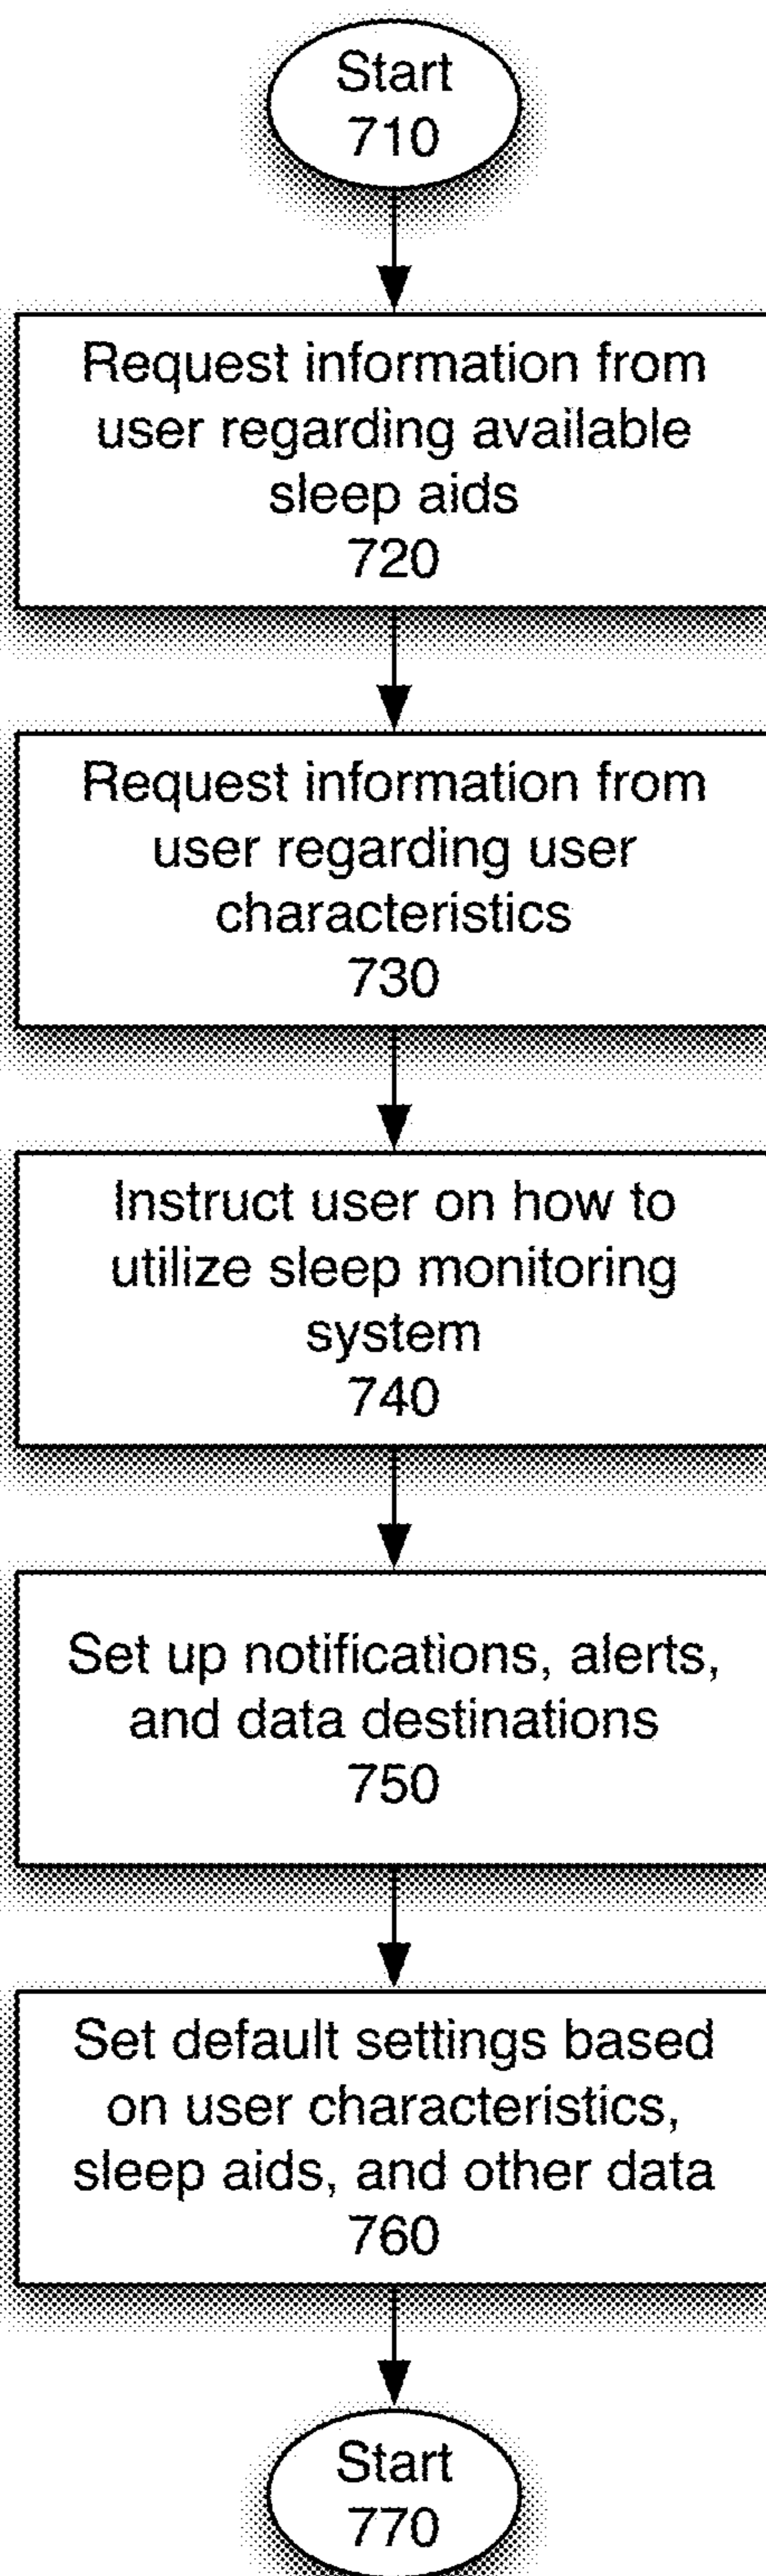 Start
710
Request information from
user regarding available
sleep aids
720
Request information from
user regarding user
characteristics
730
Instruct user on how to
utilize sleep monitoring
system
740
Set up notifications, alerts,
and data destinations
750
Set default settings based
on user characteristics,
sleep aids, and other data
760
Start
770